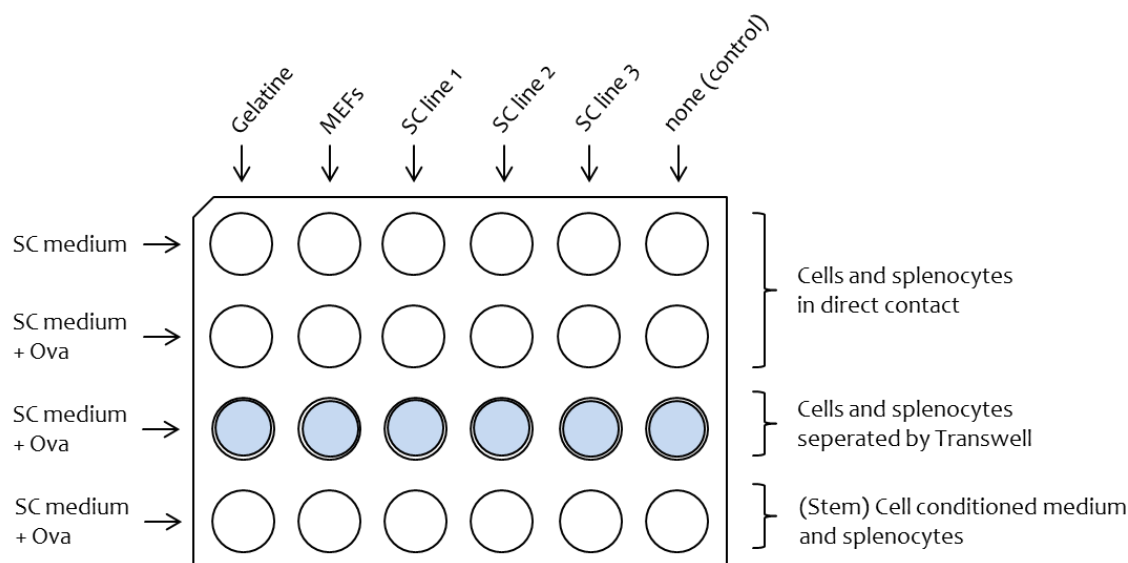 Gelatine
MEFs
SC line 1
SC line 2
SC line 3
none (control)
SC medium
Cells and splenocytes
in direct contact
SC medium
+ Ova
SC medium
+ Ova
Cells and splenocytes
seperated by Transwell
SC medium
+ Ova
(Stem) Cell conditioned medium
and splenocytes